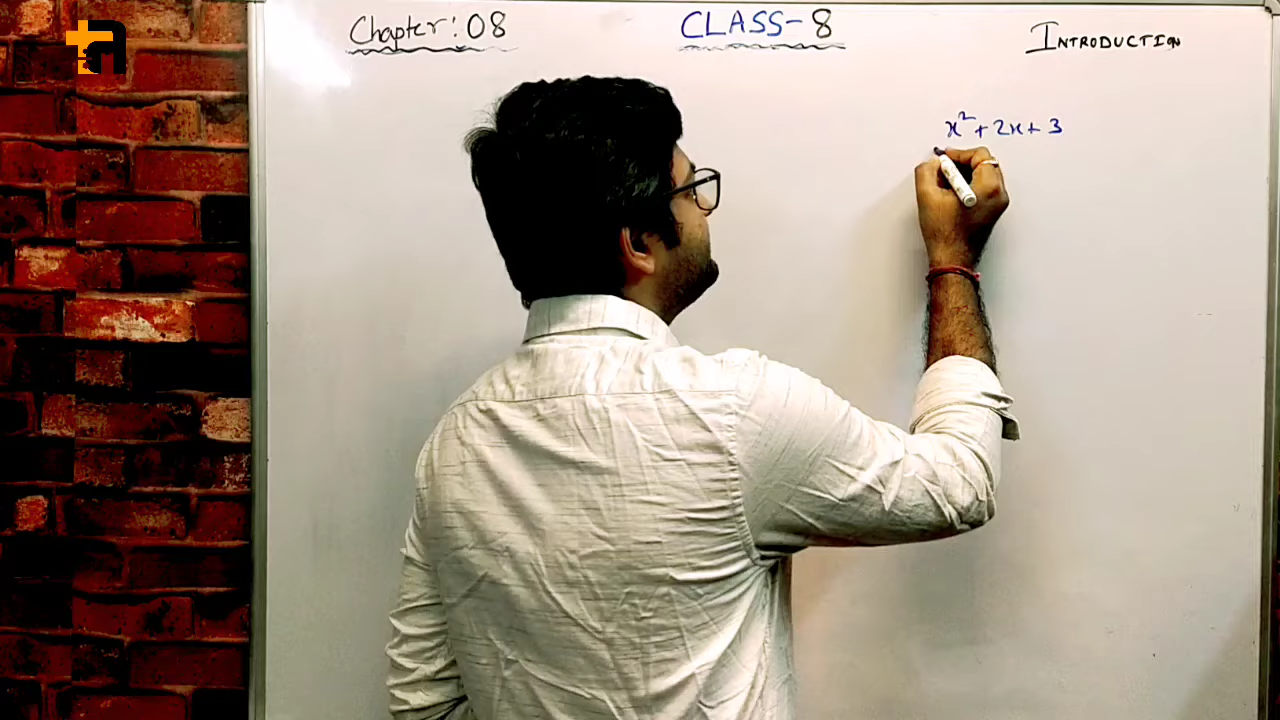 Chapter: 08
CLASS-8
INTRODUCTION
x²+2x+3